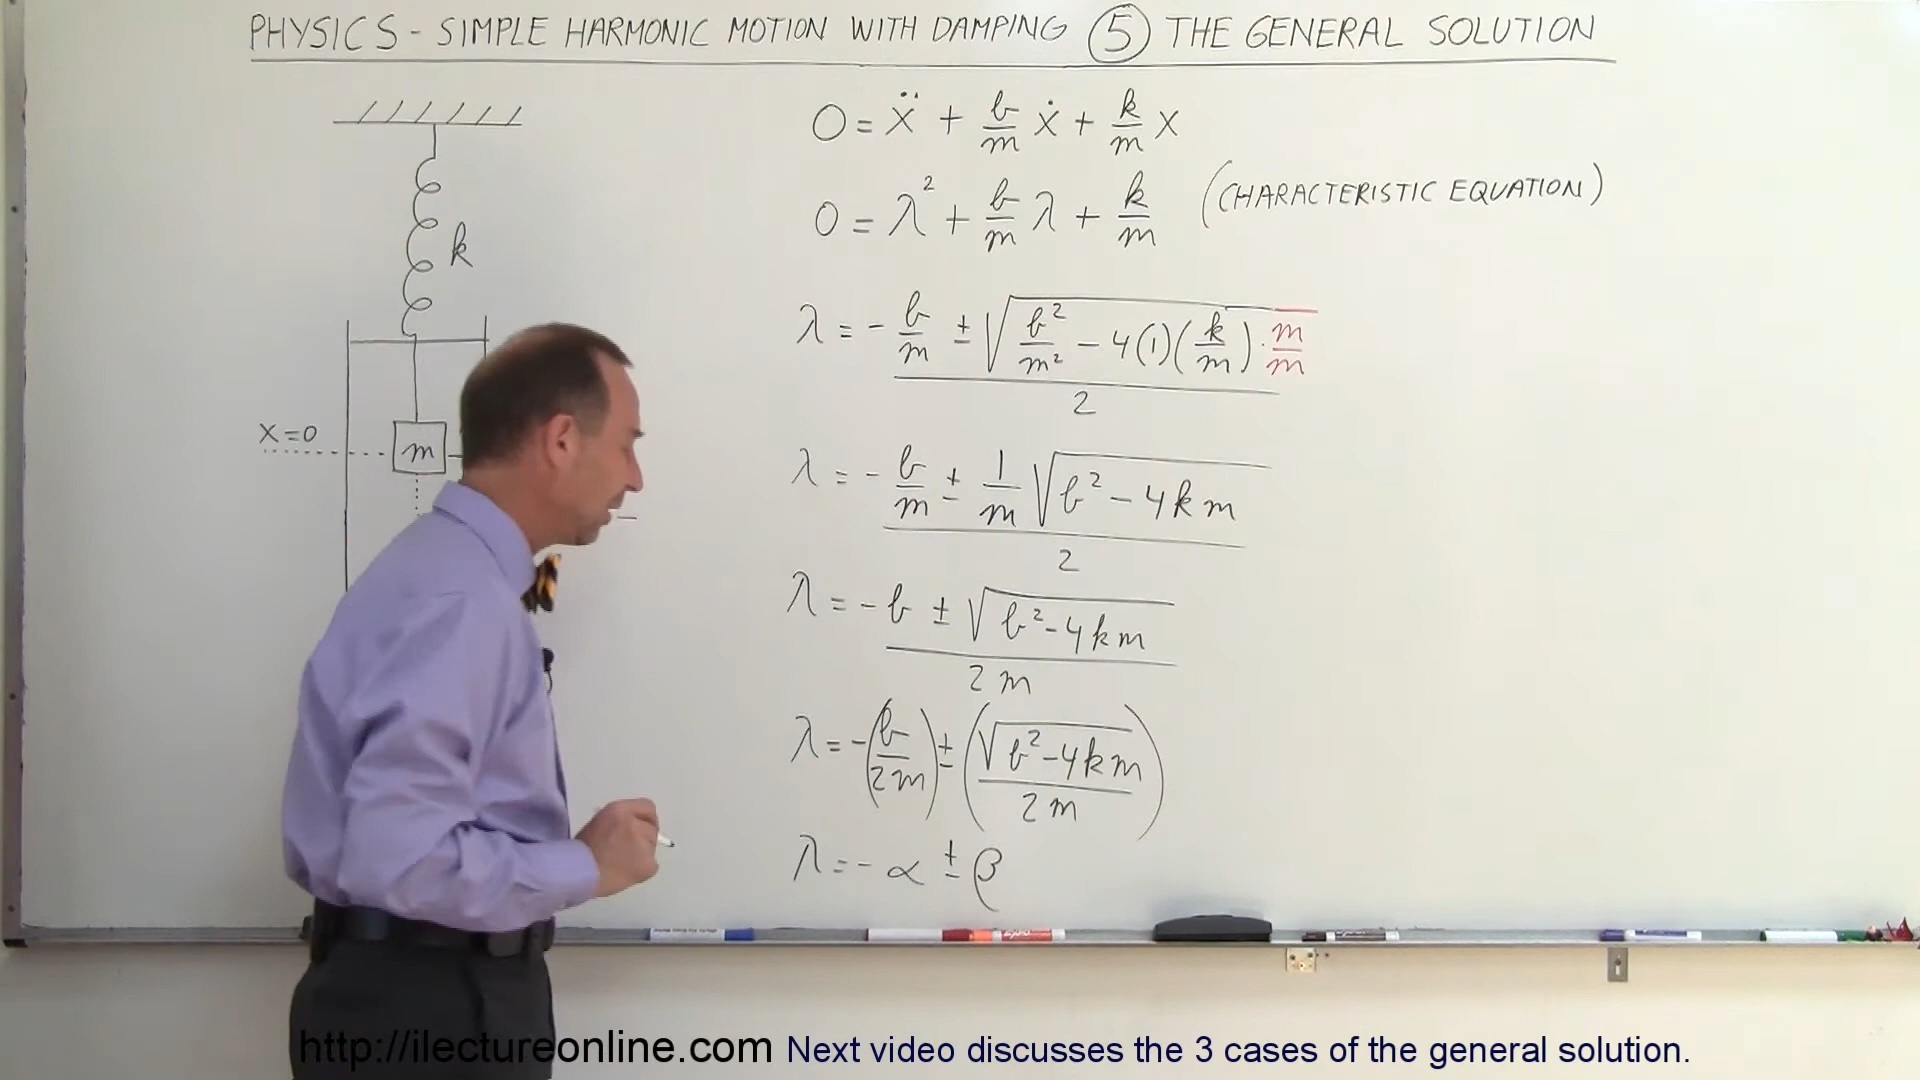 PHYSICS - SIMPLE HARMONIC MOTION WITH DAMPING 5 THE GENERAL SOLUTION
0 = ẍ + b/m ẋ + k/m x
0 = λ² + b/m λ + k/m (CHARACTERISTIC EQUATION)
k
λ = (-b/m ± √(b²/m² - 4(1)(k/m)·m/m))/2
x=0
m
λ = (-b/m ± 1/m √(b² - 4km))/2
λ = (-b ± √(b²-4km))/2m
λ = -(b/2m) ± (√(b²-4km)/2m)
λ = -α ± β
http://ilectureonline.com Next video discusses the 3 cases of the general solution.